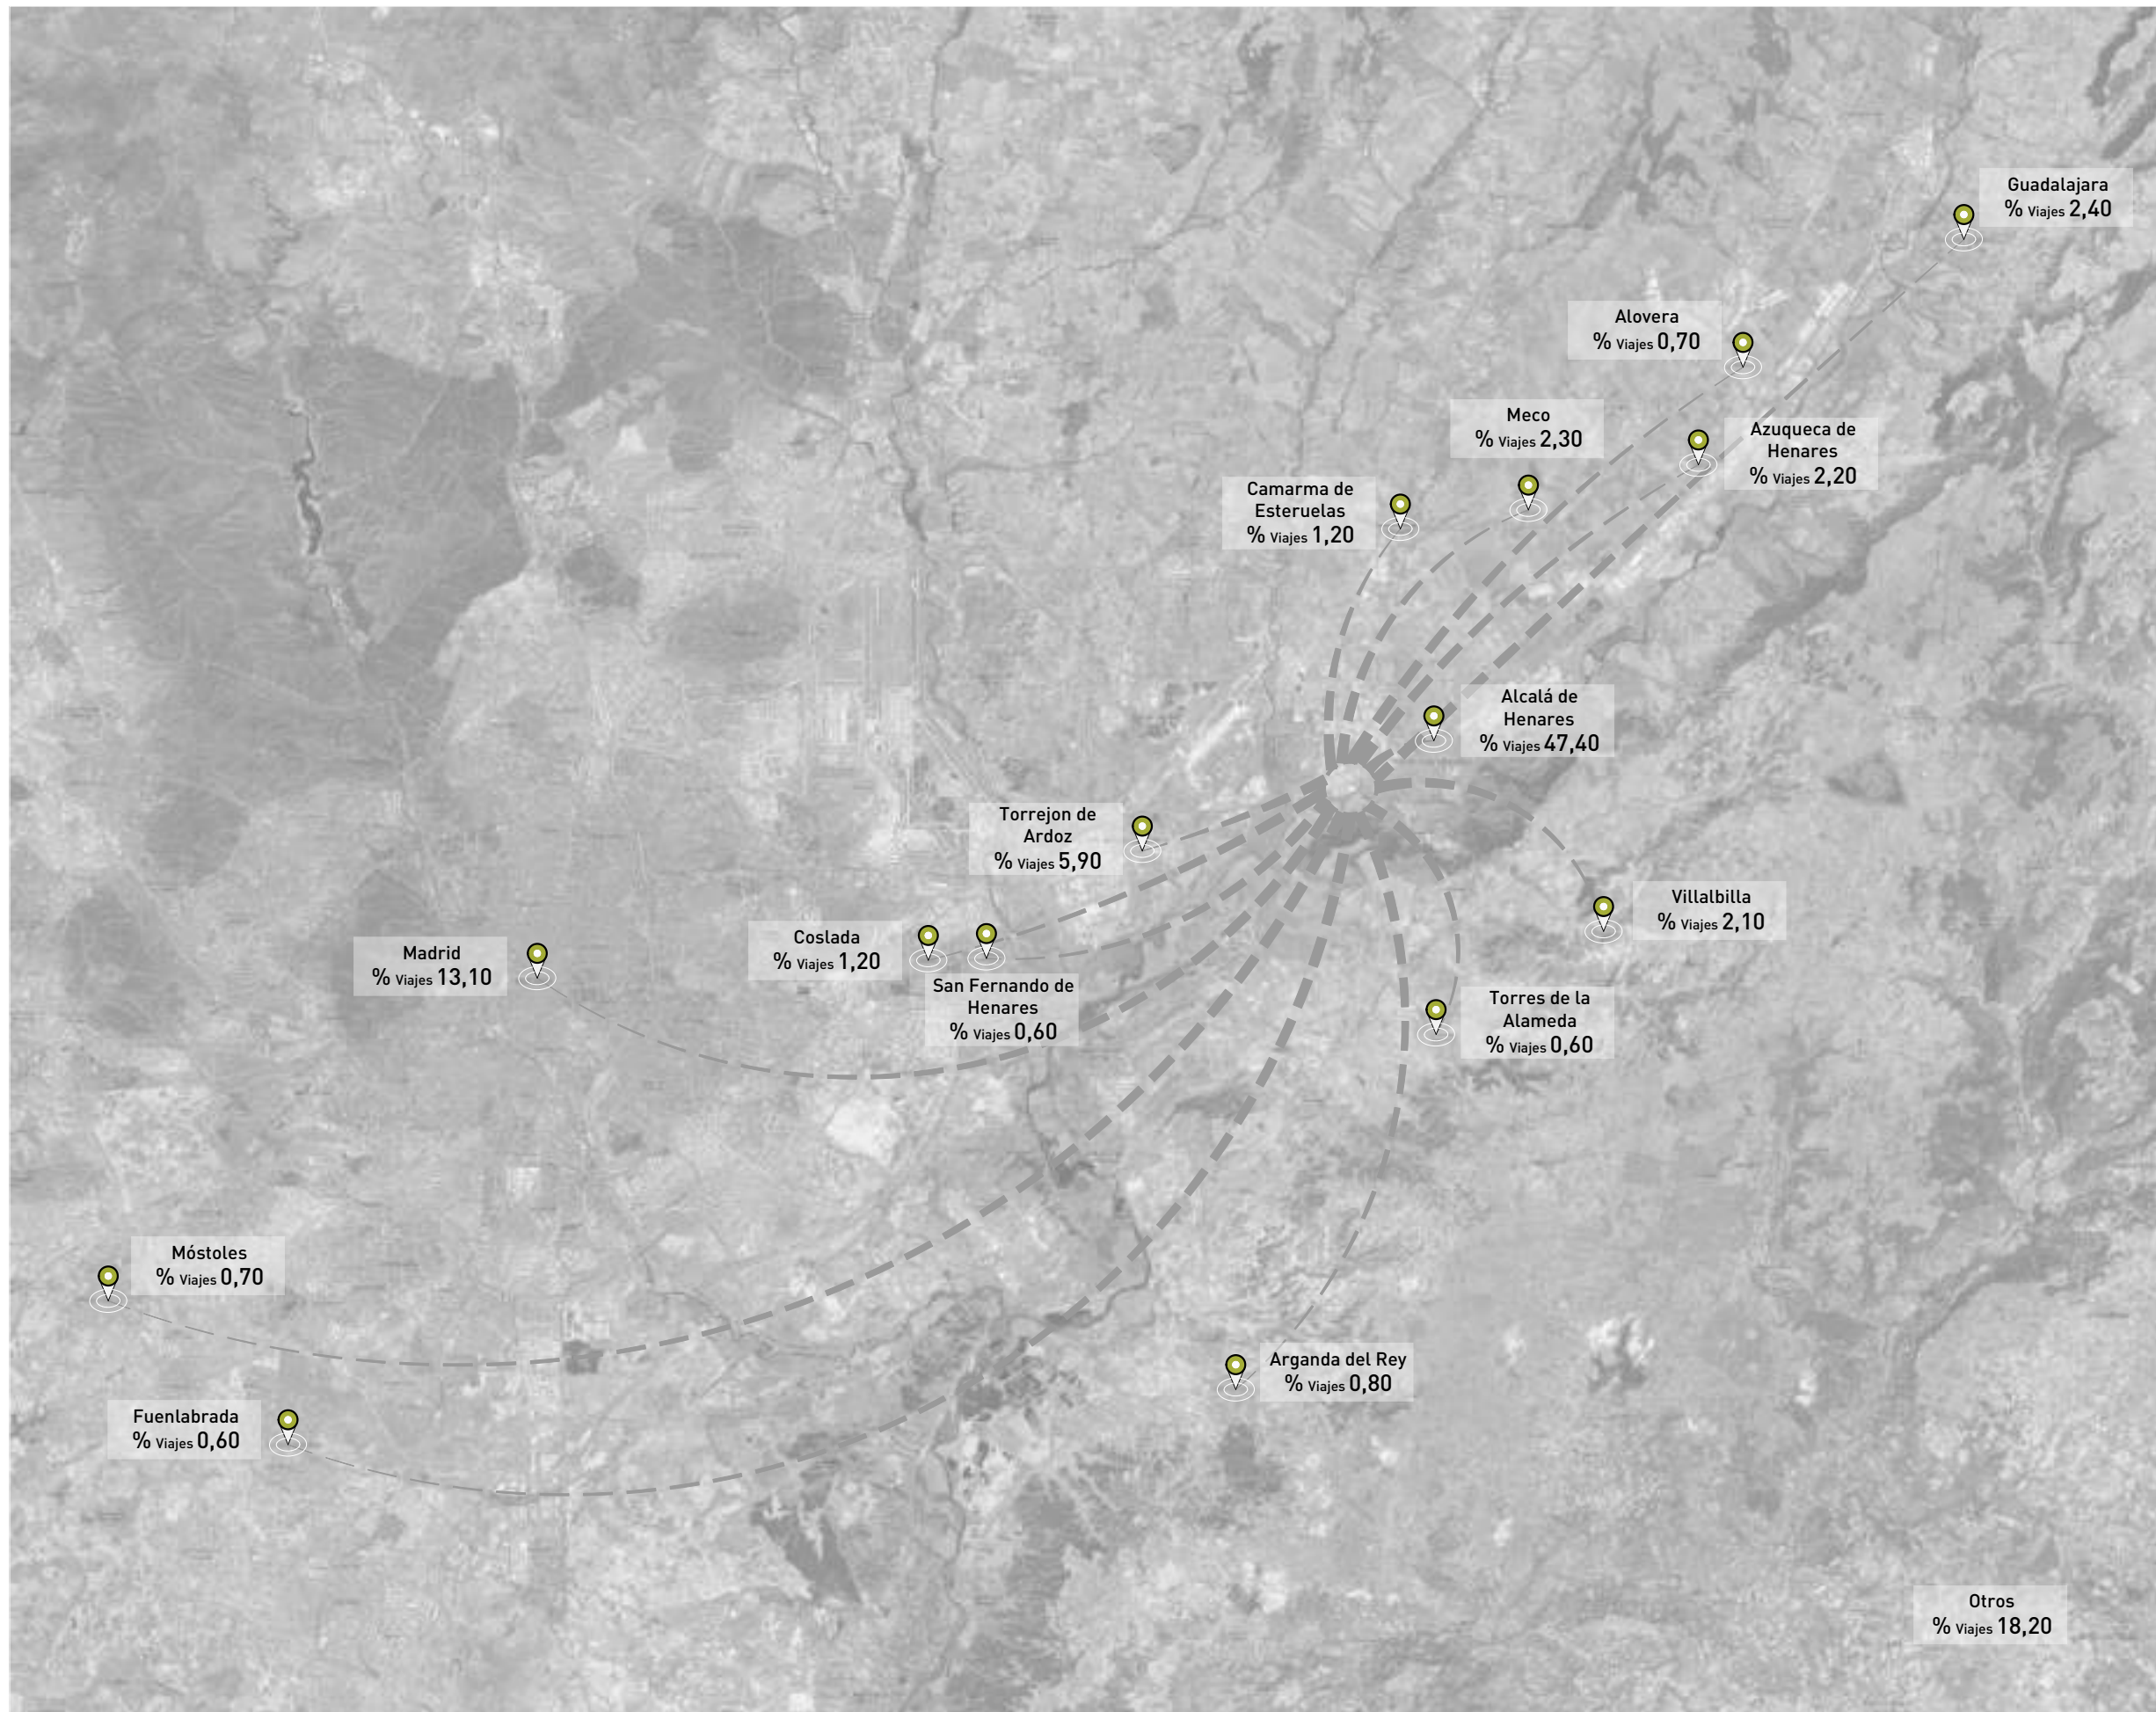 Guadalajara
% Viajes 2,40
Alovera
% Viajes 0,70
Meco
% Viajes 2,30
Azuqueca de
Henares
% Viajes 2,20
Camarma de
Esteruelas
% Viajes 1,20
Alcalá de
Henares
% Viajes 47,40
Torrejon de
Ardoz
% Viajes 5,90
Villalbilla
% Viajes 2,10
Madrid
% Viajes 13,10
Coslada
% Viajes 1,20
San Fernando de
Henares
% Viajes 0,60
Torres de la
Alameda
% Viajes 0,60
Móstoles
% Viajes 0,70
Arganda del Rey
% Viajes 0,80
Fuenlabrada
% Viajes 0,60
Otros
% Viajes 18,20